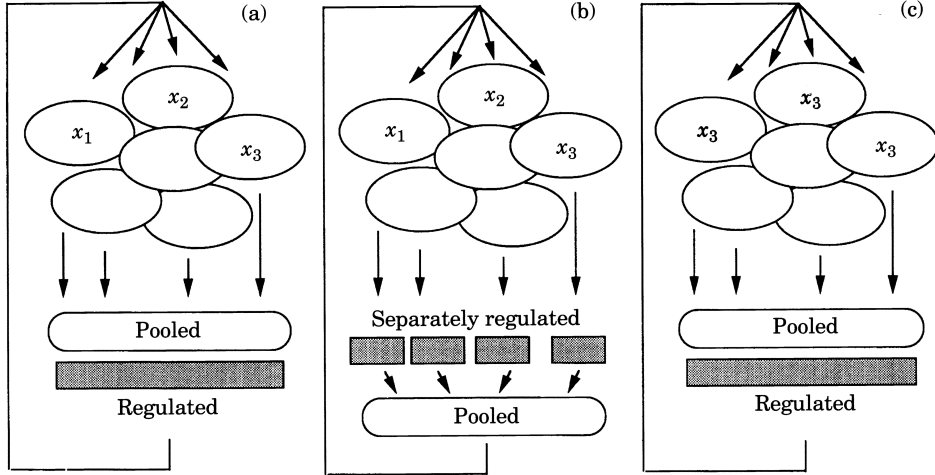 (a)
x₂
x₁
x₃
Pooled
Regulated
(b)
x₂
x₁
x₃
Separately regulated
Pooled
(c)
x₃
x₃
x₃
Pooled
Regulated